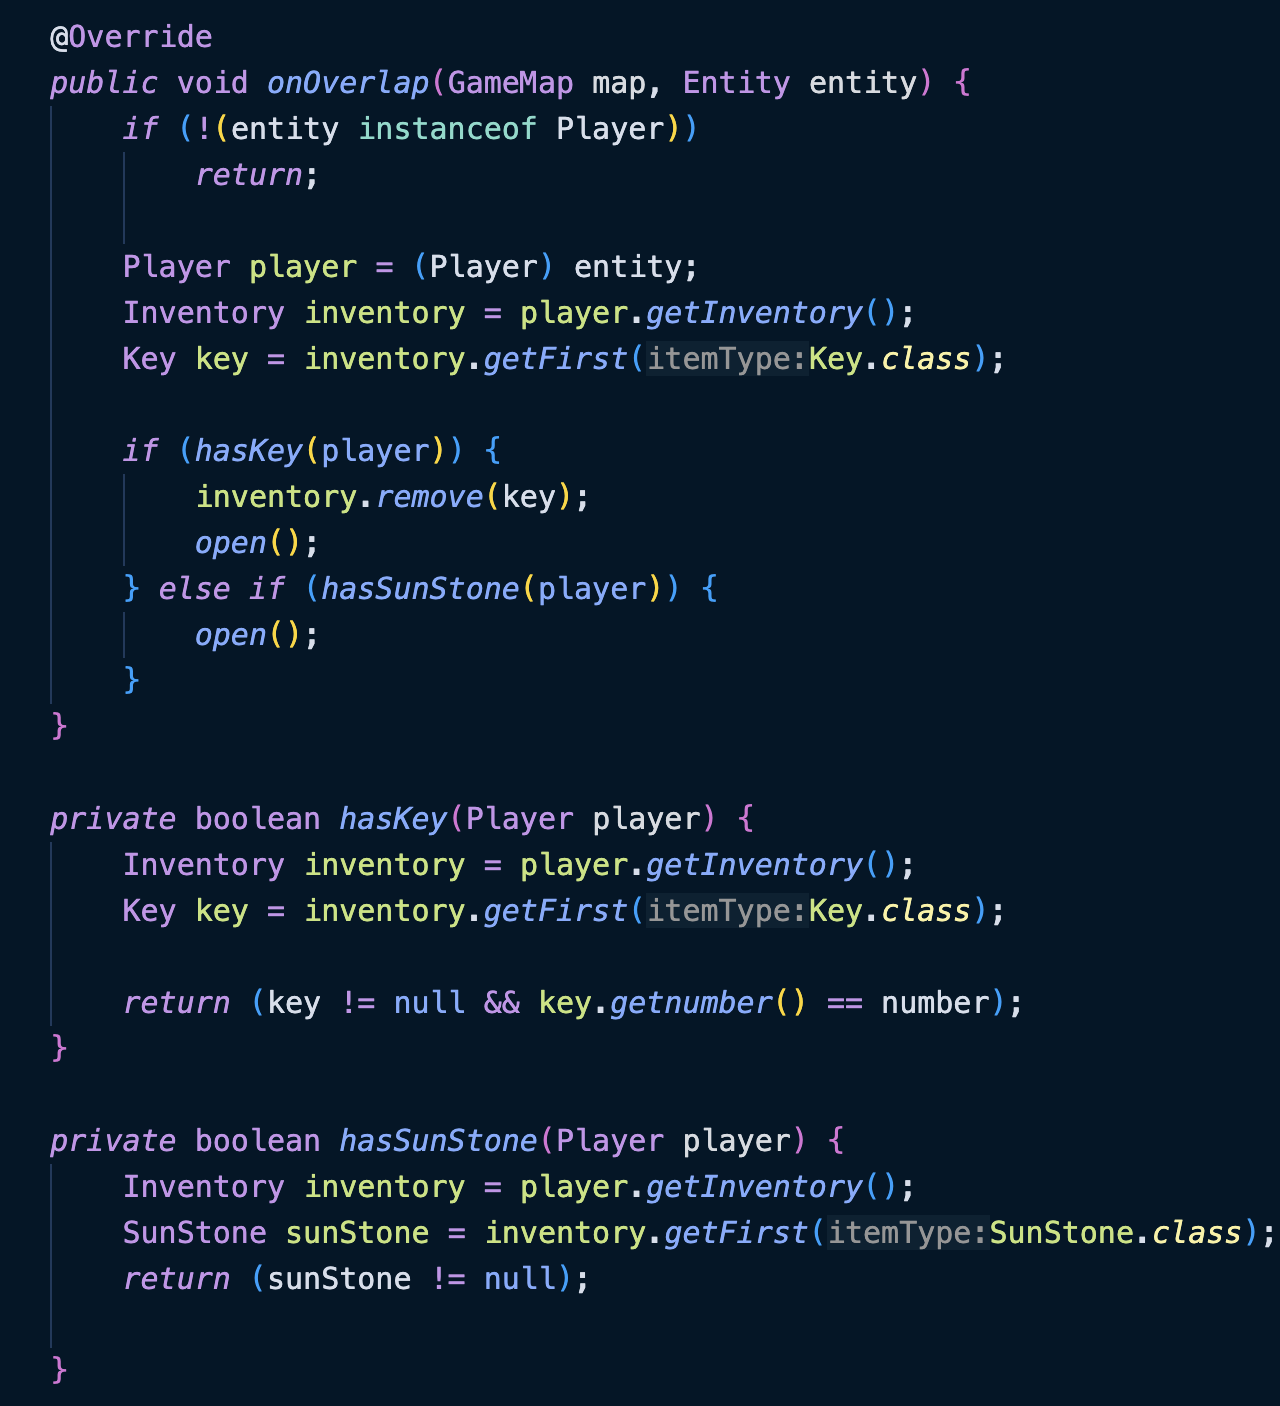 @Override
public void onOverlap(GameMap map, Entity entity) {
    if (!(entity instanceof Player))
        return;

    Player player = (Player) entity;
    Inventory inventory = player.getInventory();
    Key key = inventory.getFirst(itemType:Key.class);

    if (hasKey(player)) {
        inventory.remove(key);
        open();
    } else if (hasSunStone(player)) {
        open();
    }
}

private boolean hasKey(Player player) {
    Inventory inventory = player.getInventory();
    Key key = inventory.getFirst(itemType:Key.class);

    return (key != null && key.getnumber() == number);
}

private boolean hasSunStone(Player player) {
    Inventory inventory = player.getInventory();
    SunStone sunStone = inventory.getFirst(itemType:SunStone.class);
    return (sunStone != null);

}